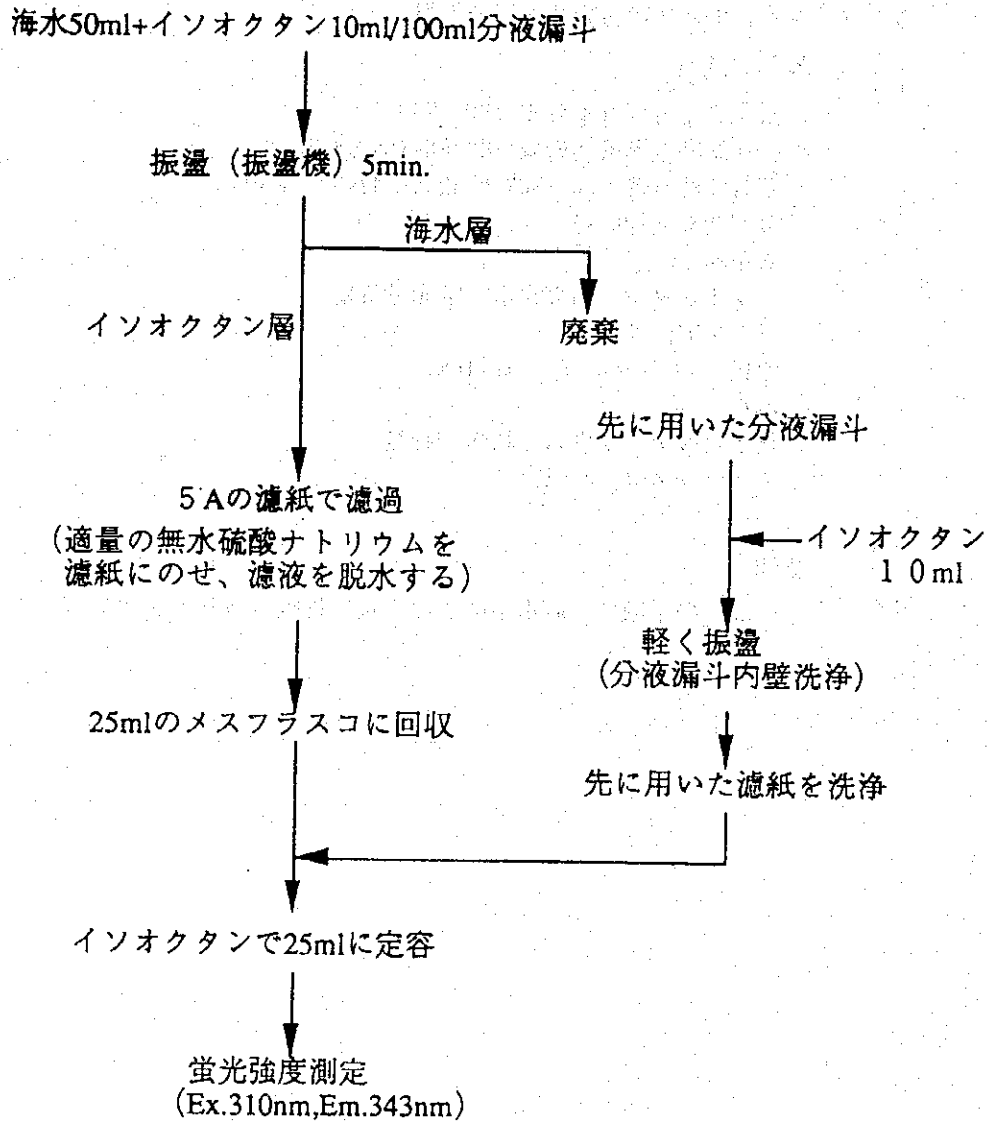 海水50ml+イソオクタン10ml/100ml分液漏斗
振盪（振盪機）5min.
海水層
イソオクタン層
廃棄
先に用いた分液漏斗
5Aの濾紙で濾過
（適量の無水硫酸ナトリウムを
濾紙にのせ、濾液を脱水する）
イソオクタン
10ml
軽く振盪
（分液漏斗内壁洗浄）
25mlのメスフラスコに回収
先に用いた濾紙を洗浄
イソオクタンで25mlに定容
蛍光強度測定
（Ex.310nm,Em.343nm）